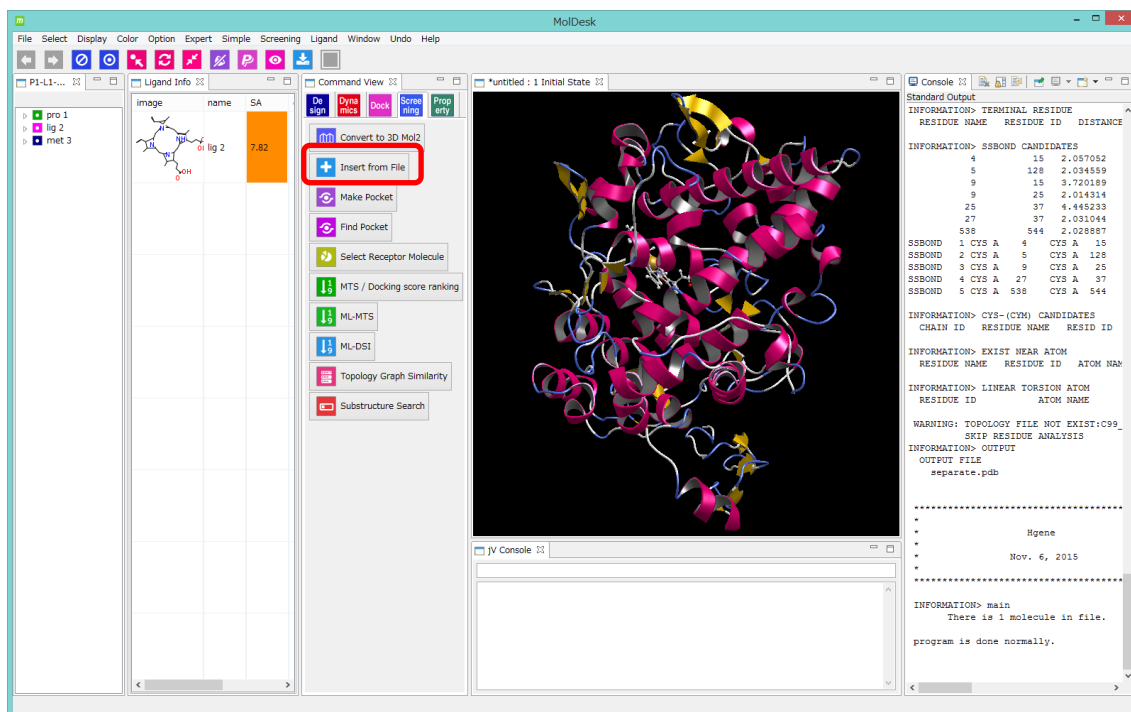 MolDesk
File Select Display Color Option Expert Simple Screening Ligand Window Undo Help
P1-L1-...
pro 1
lig 2
met 3
Ligand Info
image name SA
lig 2 7.82
Command View
De sign Dyna mics Dock Scree ning Prop erty
Convert to 3D Mol2
Insert from File
Make Pocket
Find Pocket
Select Receptor Molecule
MTS / Docking score ranking
ML-MTS
ML-DSI
Topology Graph Similarity
Substructure Search
*untitled : 1 Initial State
jV Console
Console
Standard Output
INFORMATION> TERMINAL RESIDUE
RESIDUE NAME RESIDUE ID DISTANCE
INFORMATION> SSBOND CANDIDATES
4 15 2.057052
5 128 2.034559
9 15 3.720189
9 25 2.014314
25 37 4.445233
27 37 2.031044
538 544 2.028887
SSBOND 1 CYS A 4 CYS A 15
SSBOND 2 CYS A 5 CYS A 128
SSBOND 3 CYS A 9 CYS A 25
SSBOND 4 CYS A 27 CYS A 37
SSBOND 5 CYS A 538 CYS A 544
INFORMATION> CYS-(CYM) CANDIDATES
CHAIN ID RESIDUE NAME RESID ID
INFORMATION> EXIST NEAR ATOM
RESIDUE NAME RESIDUE ID ATOM NAM
INFORMATION> LINEAR TORSION ATOM
RESIDUE ID ATOM NAME
WARNING: TOPOLOGY FILE NOT EXIST:C99_
SKIP RESIDUE ANALYSIS
INFORMATION> OUTPUT
OUTPUT FILE
separate.pdb
*************************************
*
* Hgene
*
* Nov. 6, 2015
*
*************************************
INFORMATION> main
There is 1 molecule in file.
program is done normally.